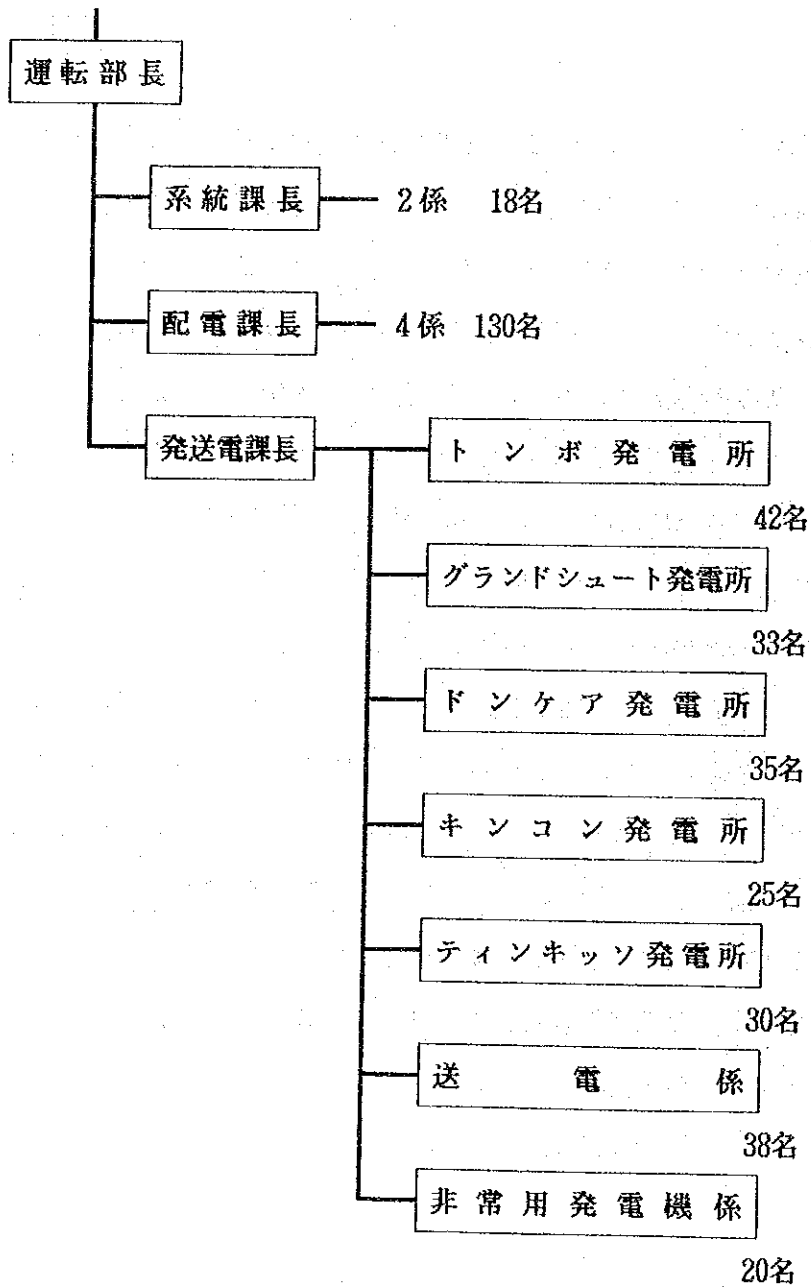 運転部長
系統課長 2係 18名
配電課長 4係 130名
発送電課長
トンボ発電所
42名
グランドシュート発電所
33名
ドンケア発電所
35名
キンコン発電所
25名
ティンキッソ発電所
30名
送電係
38名
非常用発電機係
20名